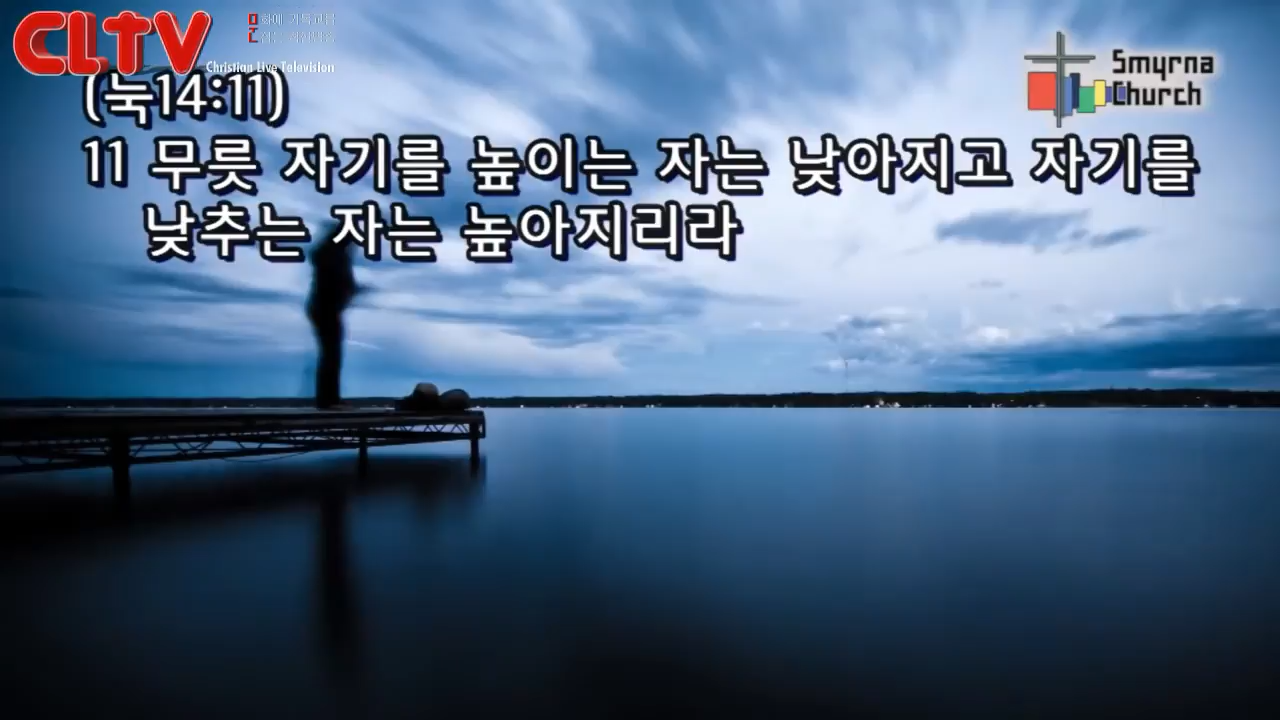 CLTV
Christian Live Television
Smyrna
Church
(눅14:11)
11 무릇 자기를 높이는 자는 낮아지고 자기를
낮추는 자는 높아지리라